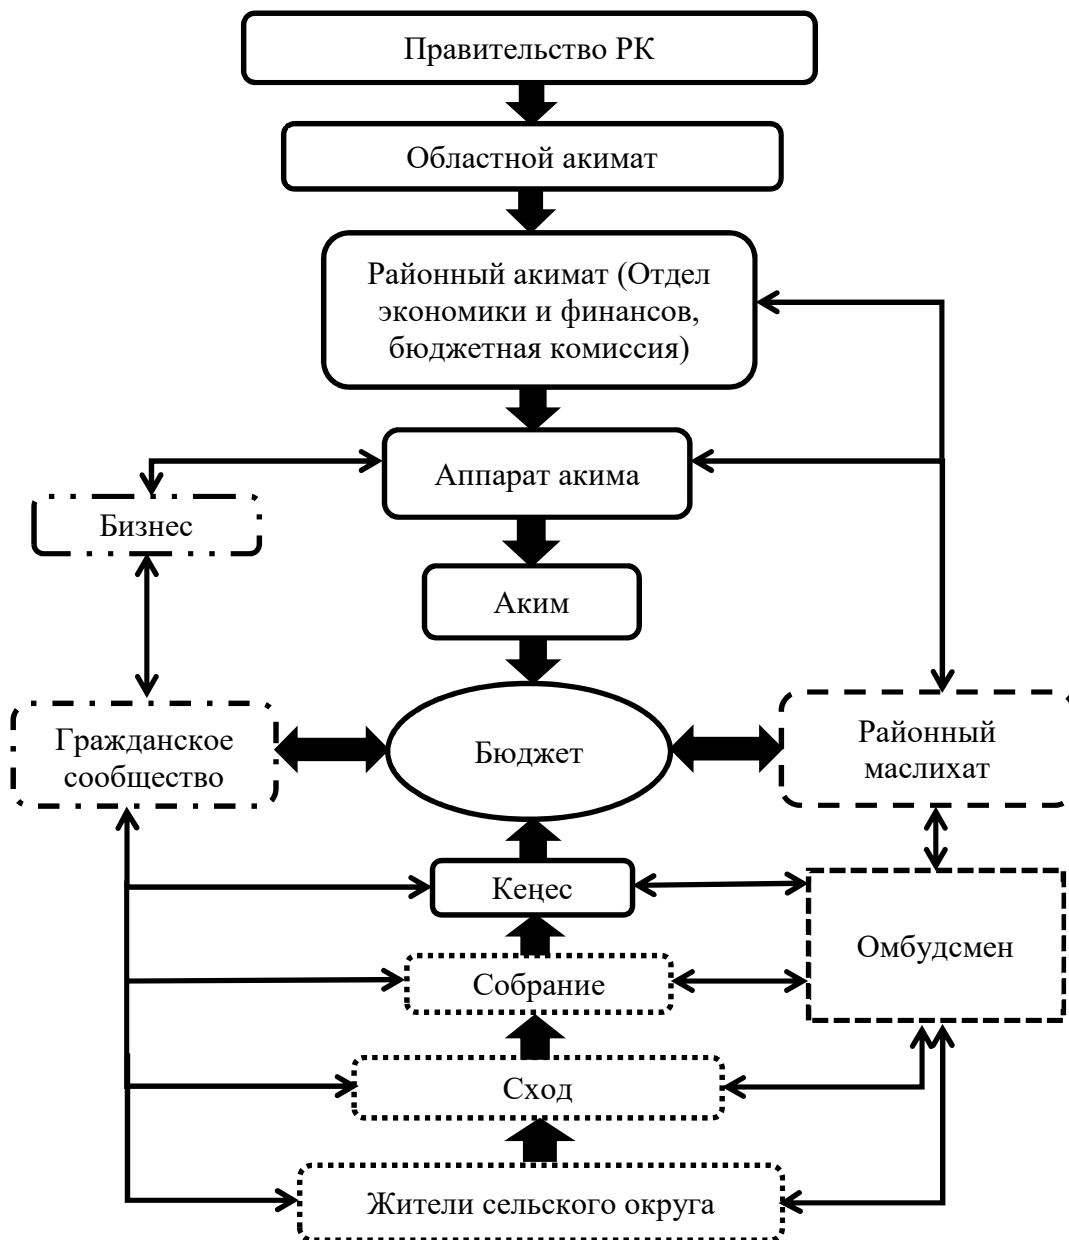 Правительство РК
Областной акимат
Районный акимат (Отдел
экономики и финансов,
бюджетная комиссия)
Аппарат акима
Бизнес
Аким
Гражданское
сообщество
Бюджет
Районный
маслихат
Кеңес
Омбудсмен
Собрание
Сход
Жители сельского округа